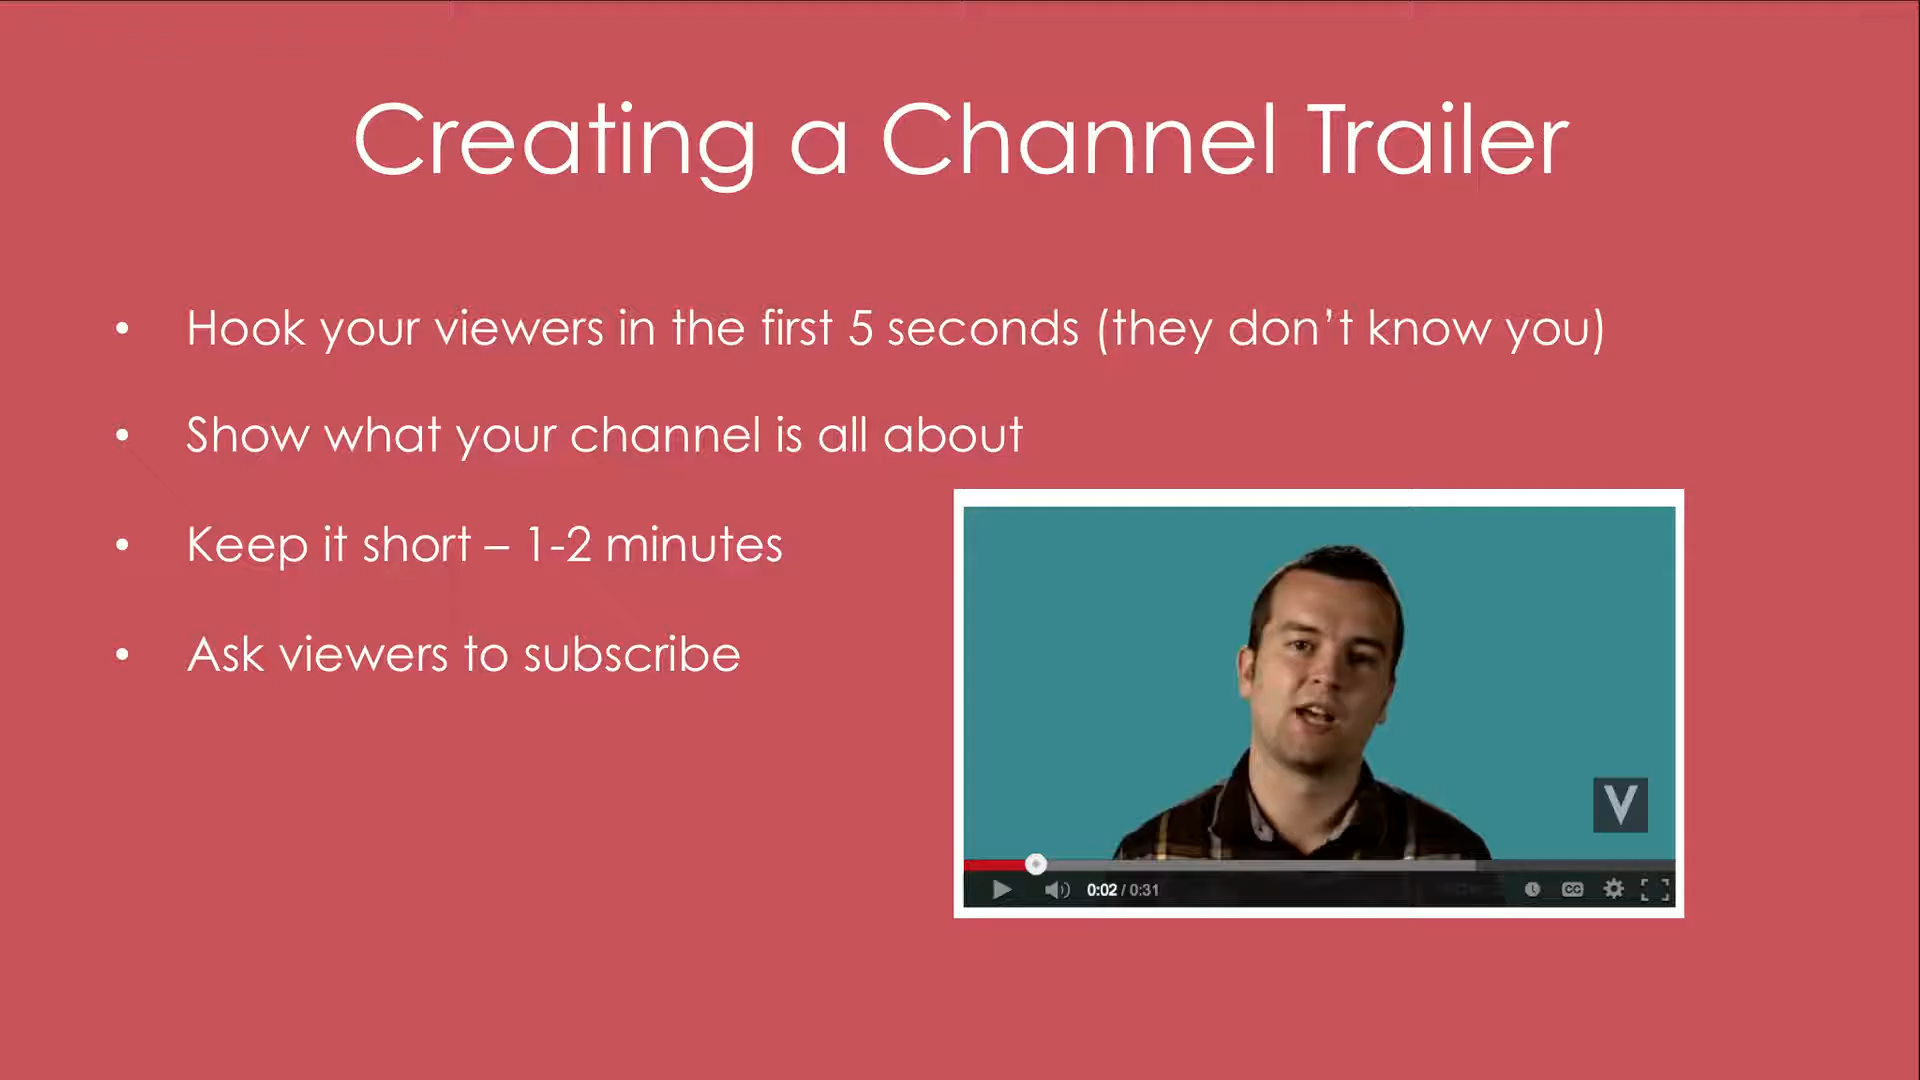 Creating a Channel Trailer
• Hook your viewers in the first 5 seconds (they don’t know you)
• Show what your channel is all about
• Keep it short – 1-2 minutes
• Ask viewers to subscribe
V
0:02 / 0:31
CC